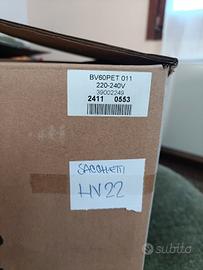 BV60PET 011
220-240V
39002249
2411 0553
SACCHETTI
HV22
subito